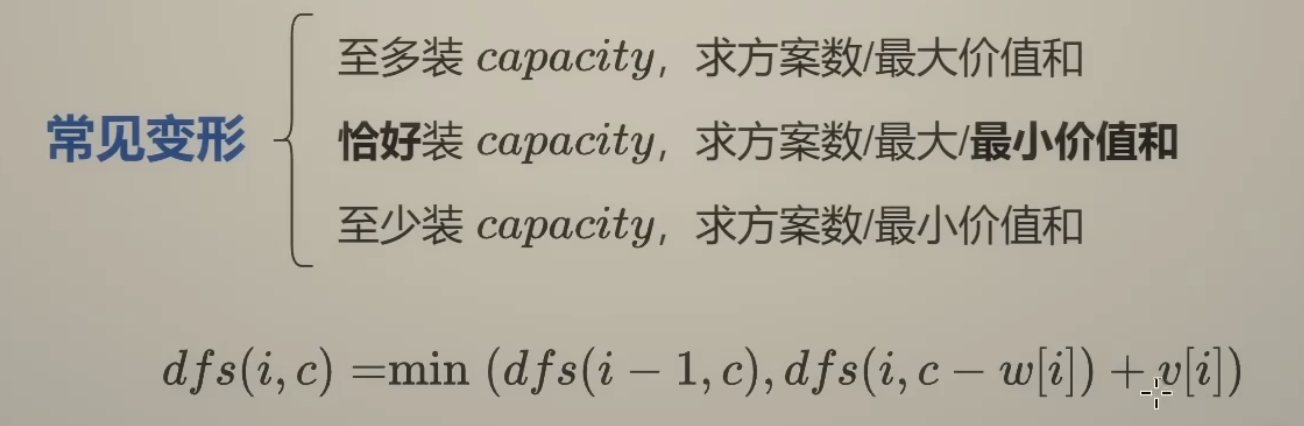 常见变形
至多装 capacity，求方案数/最大价值和
恰好装 capacity，求方案数/最大/最小价值和
至少装 capacity，求方案数/最小价值和
dfs(i, c) =min (dfs(i − 1, c), dfs(i, c − w[i]) + v[i])